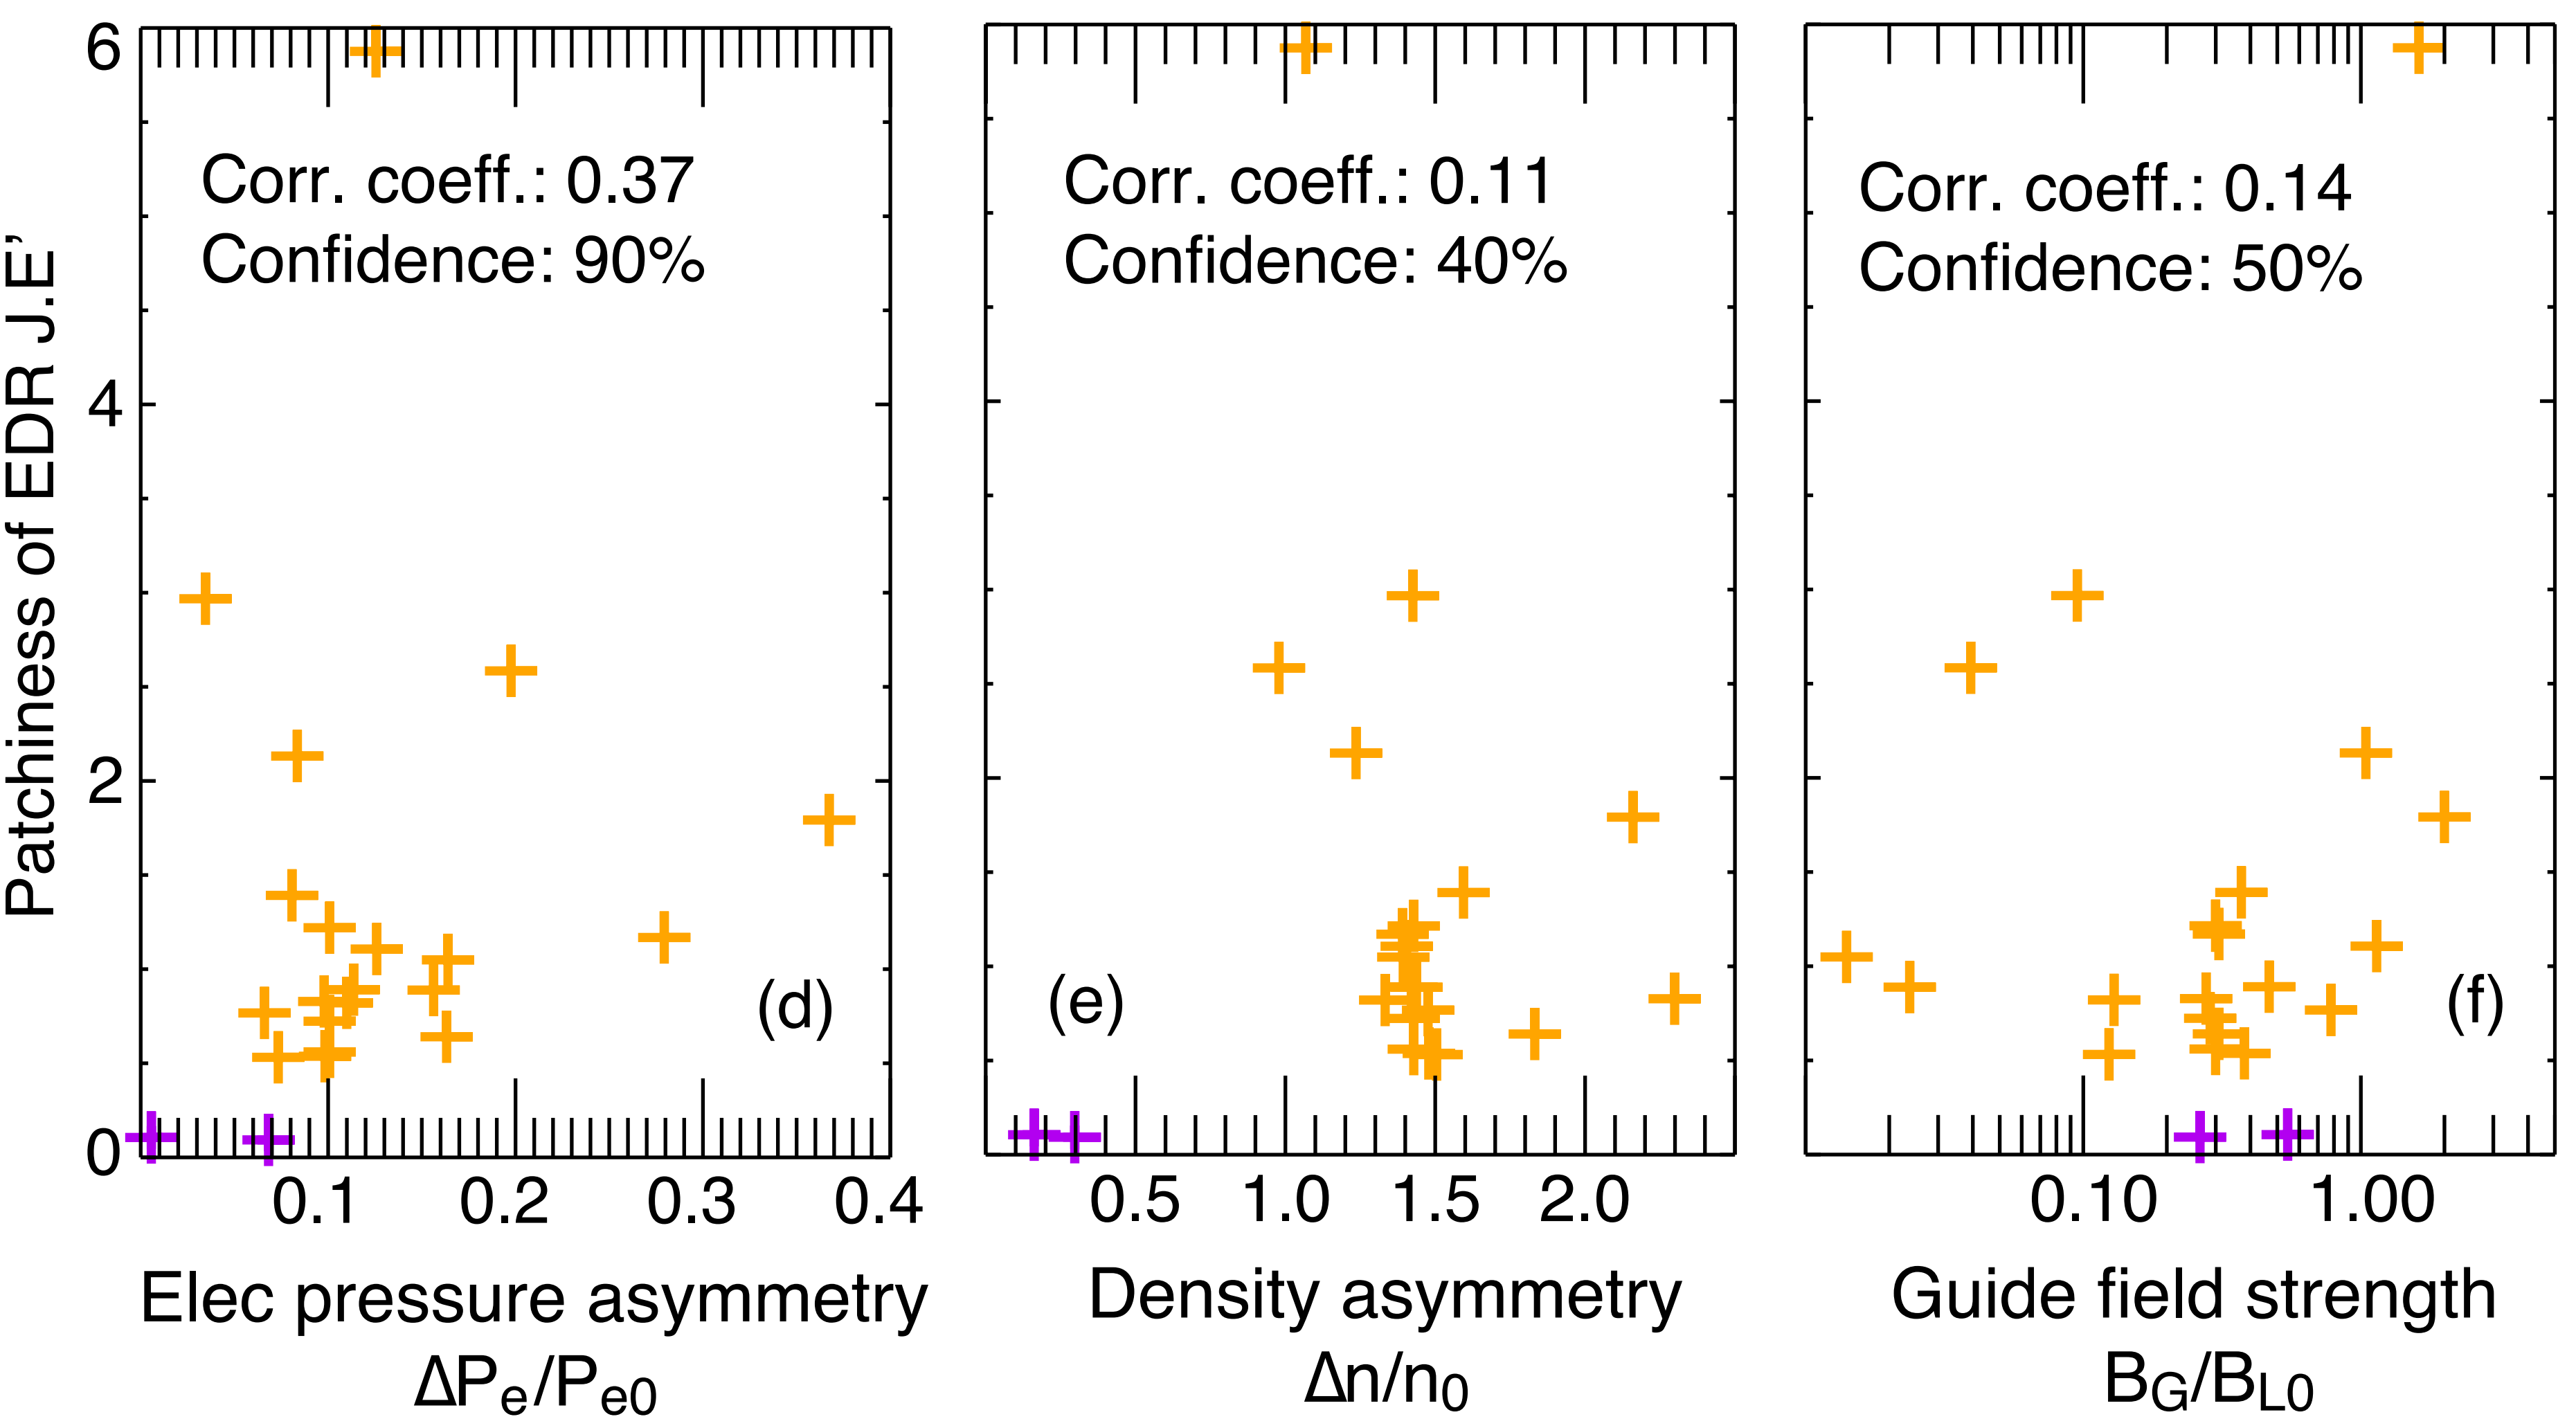 Patchiness of EDR J.E’
6
4
2
0
Corr. coeff.: 0.37
Confidence: 90%
(d)
0.1 0.2 0.3 0.4
Elec pressure asymmetry
ΔPe/Pe0
Corr. coeff.: 0.11
Confidence: 40%
(e)
0.5 1.0 1.5 2.0
Density asymmetry
Δn/n0
Corr. coeff.: 0.14
Confidence: 50%
(f)
0.10 1.00
Guide field strength
BG/BL0